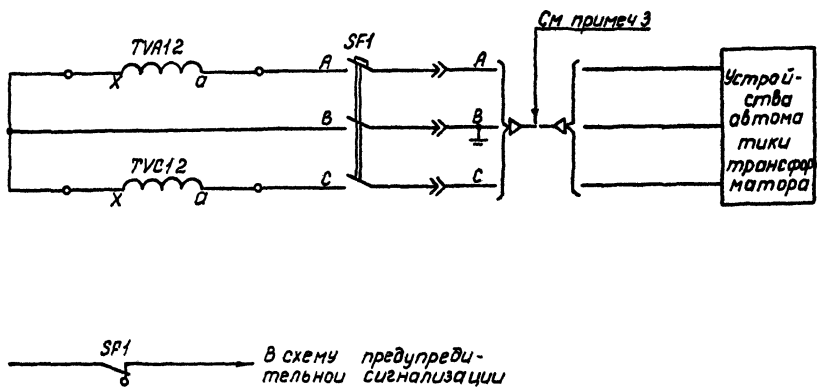 См примеч 3
TVA12
SF1
A
A
x
a
B
B
TVC12
C
C
x
a
Устрой-
ства
автома
тики
трансфор
матора
SF1
В схему предупреди-
тельной сигнализации